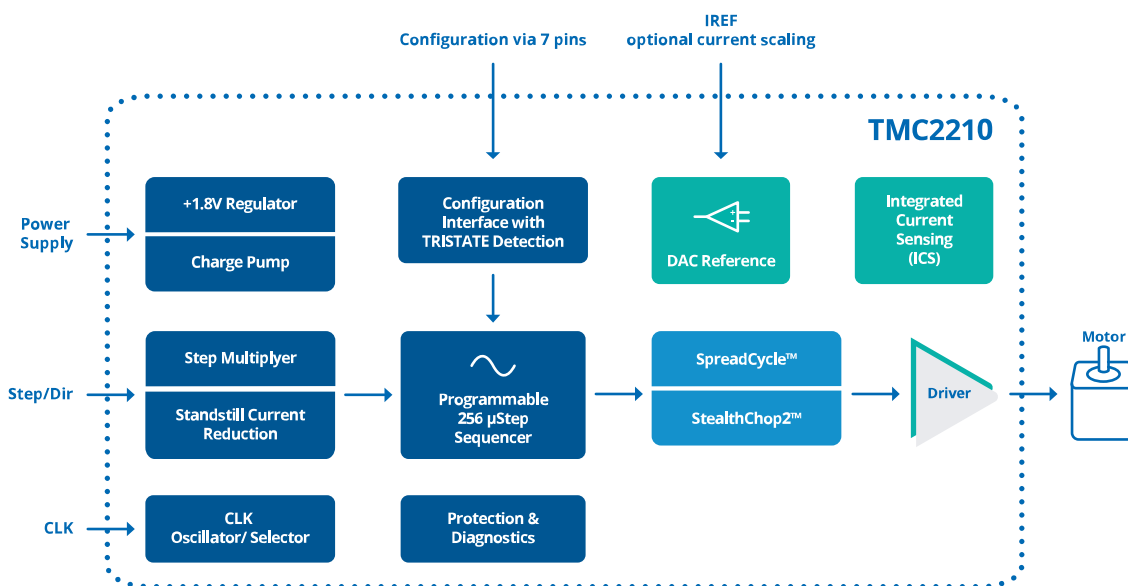 IREF
Configuration via 7 pins
optional current scaling
TMC2210
+1.8V Regulator
Charge Pump
Configuration
Interface with
TRISTATE Detection
+
-
DAC Reference
Integrated
Current
Sensing
(ICS)
Power
Supply
Step Multiplyer
Standstill Current
Reduction
Programmable
256 µStep
Sequencer
SpreadCycle™
StealthChop2™
Driver
Motor
Step/Dir
CLK
CLK
Oscillator/ Selector
Protection &
Diagnostics